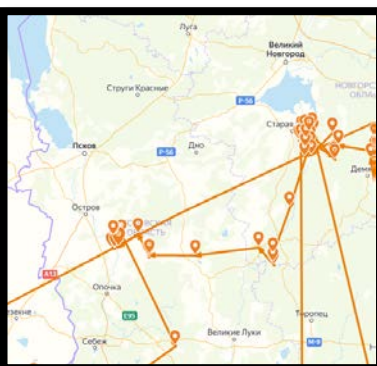 Луга
Великий
Новгород
Струги Красные
Р-56
Старая
Псков
Р-56
Дно
Остров
А13
Опочка
Е95
Торопец
Себеж
Великие Луки
М-9